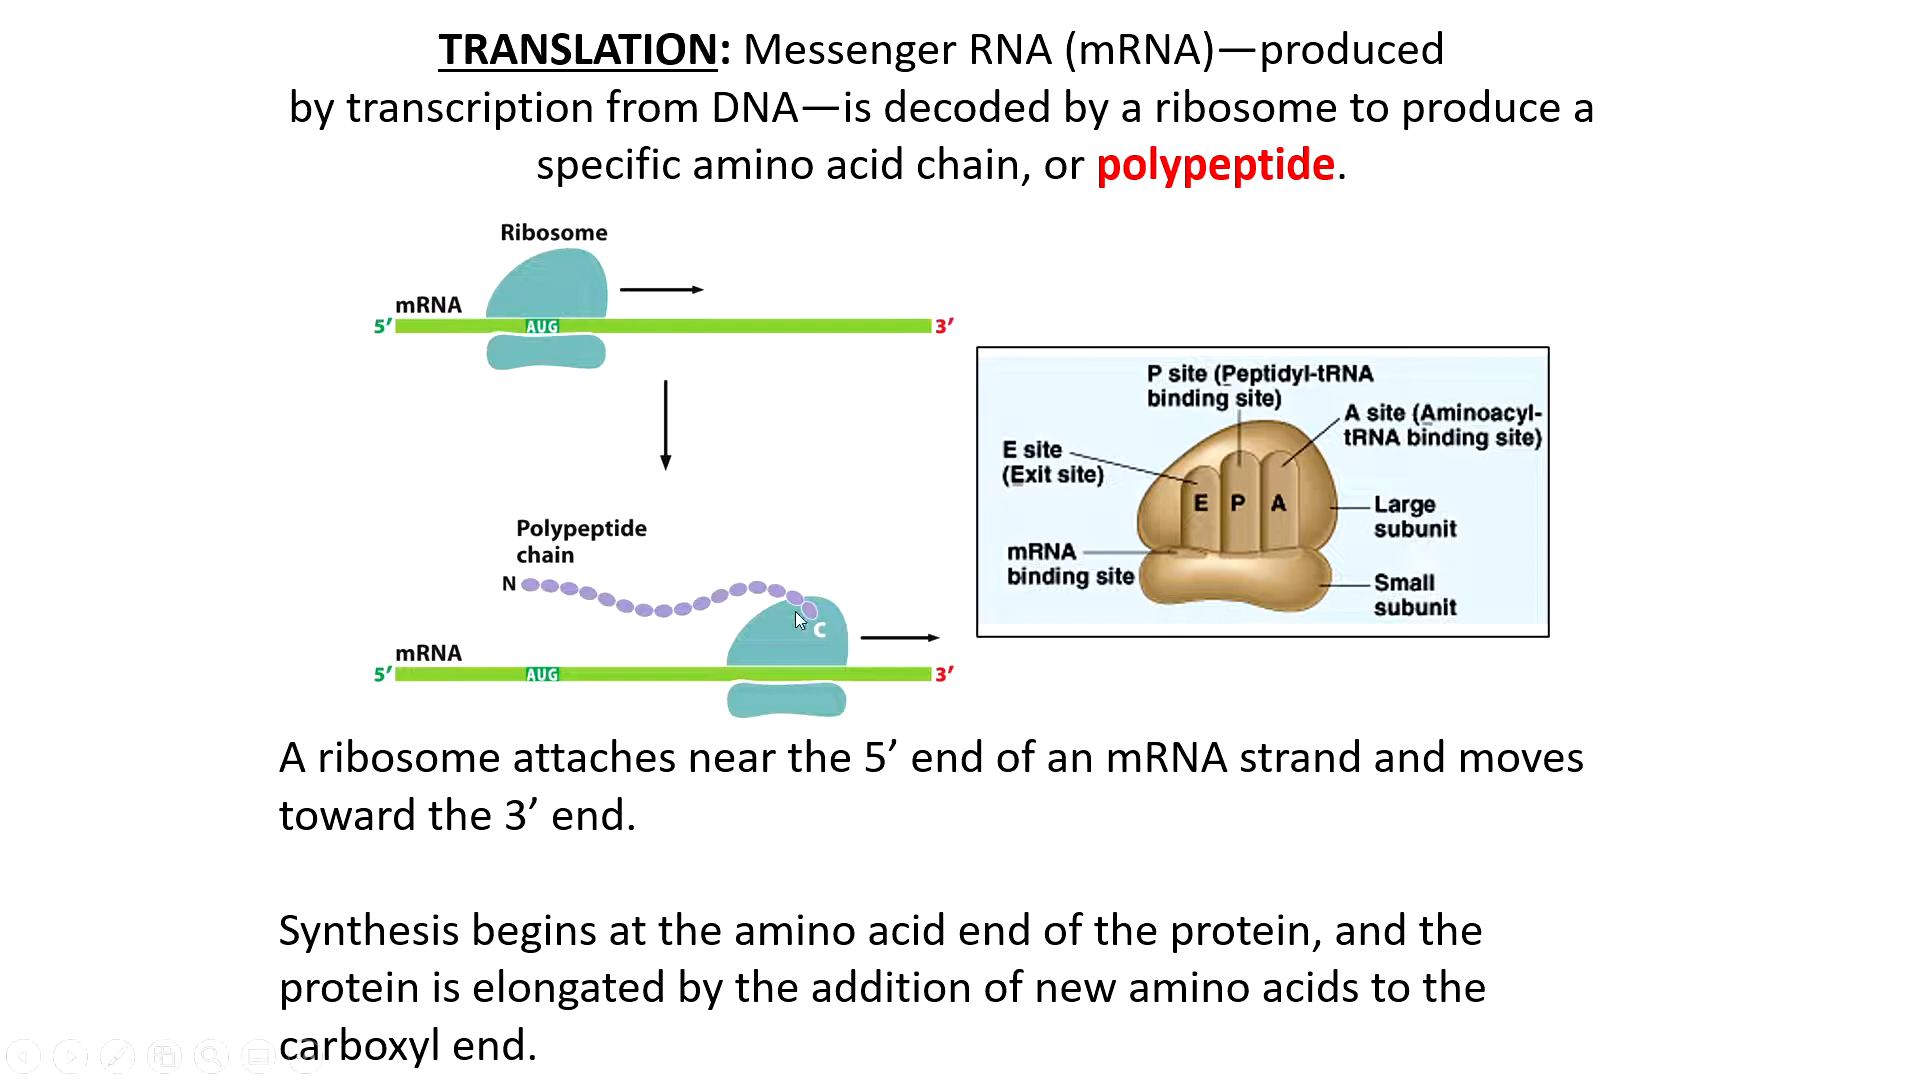 TRANSLATION: Messenger RNA (mRNA)—produced
by transcription from DNA—is decoded by a ribosome to produce a
specific amino acid chain, or polypeptide.
Ribosome
mRNA
5′ AUG 3′
Polypeptide
chain
N
C
mRNA
5′ AUG 3′
P site (Peptidyl-tRNA
binding site)
A site (Aminoacyl-
tRNA binding site)
E site
(Exit site)
E P A
Large
subunit
mRNA
binding site
Small
subunit
A ribosome attaches near the 5′ end of an mRNA strand and moves
toward the 3′ end.
Synthesis begins at the amino acid end of the protein, and the
protein is elongated by the addition of new amino acids to the
carboxyl end.